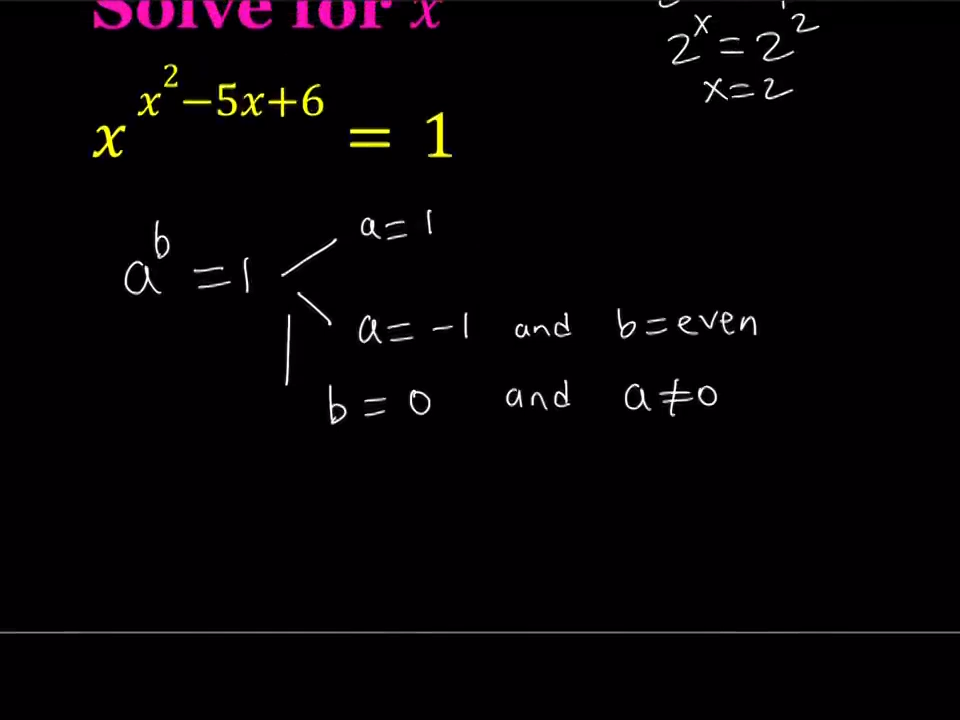 Solve for x
2^x = 2^2
x = 2
x^{x^2−5x+6} = 1
a^b = 1
a = 1
a = −1 and b = even
b = 0 and a ≠ 0